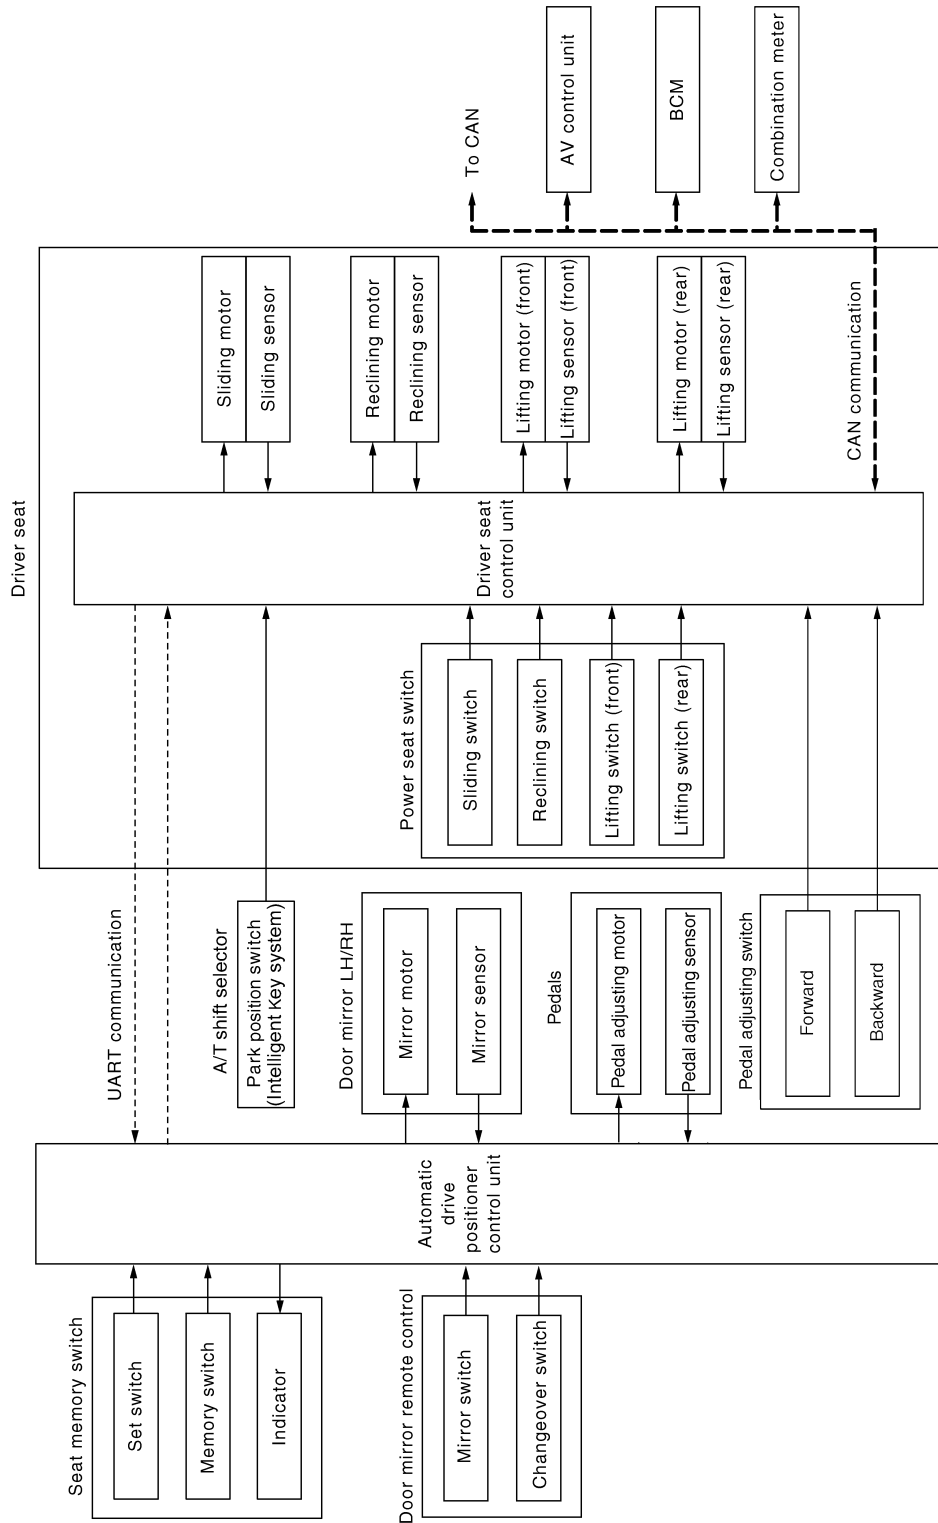 Seat memory switch
Set switch
Memory switch
Indicator
Door mirror remote control
Mirror switch
Changeover switch
Automatic
drive
positioner
control unit
UART communication
A/T shift selector
Park position switch
(Intelligent Key system)
Door mirror LH/RH
Mirror motor
Mirror sensor
Pedals
Pedal adjusting motor
Pedal adjusting sensor
Pedal adjusting switch
Forward
Backward
Driver seat
Power seat switch
Sliding switch
Reclining switch
Lifting switch (front)
Lifting switch (rear)
Driver seat
control unit
Sliding motor
Sliding sensor
Reclining motor
Reclining sensor
Lifting motor (front)
Lifting sensor (front)
Lifting motor (rear)
Lifting sensor (rear)
CAN communication
To CAN
AV control unit
BCM
Combination meter